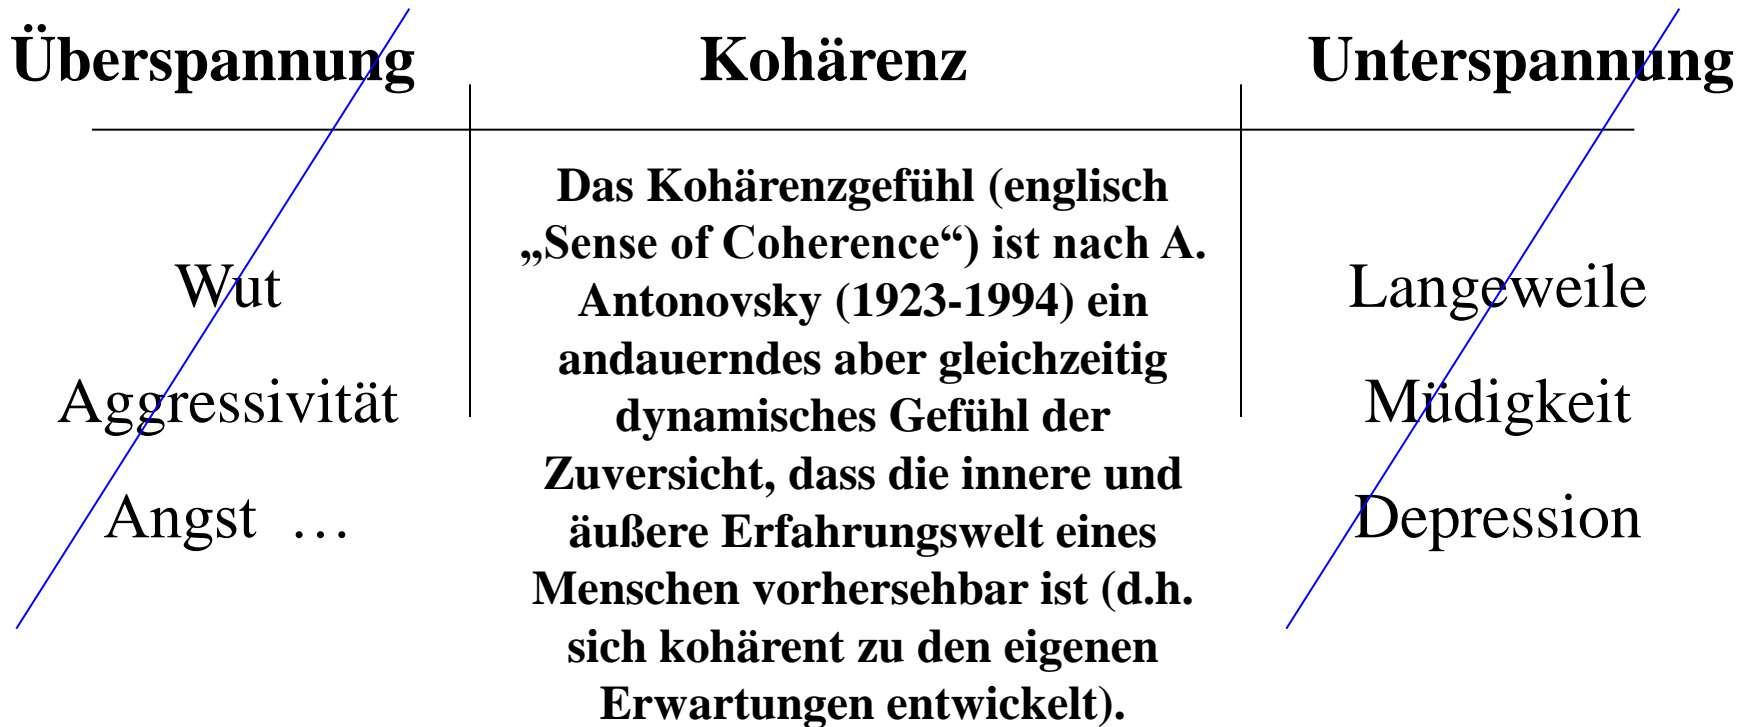 Überspannung
Kohärenz
Unterspannung
Wut
Aggressivität
Angst …
Das Kohärenzgefühl (englisch
„Sense of Coherence“) ist nach A.
Antonovsky (1923-1994) ein
andauerndes aber gleichzeitig
dynamisches Gefühl der
Zuversicht, dass die innere und
äußere Erfahrungswelt eines
Menschen vorhersehbar ist (d.h.
sich kohärent zu den eigenen
Erwartungen entwickelt).
Langeweile
Müdigkeit
Depression